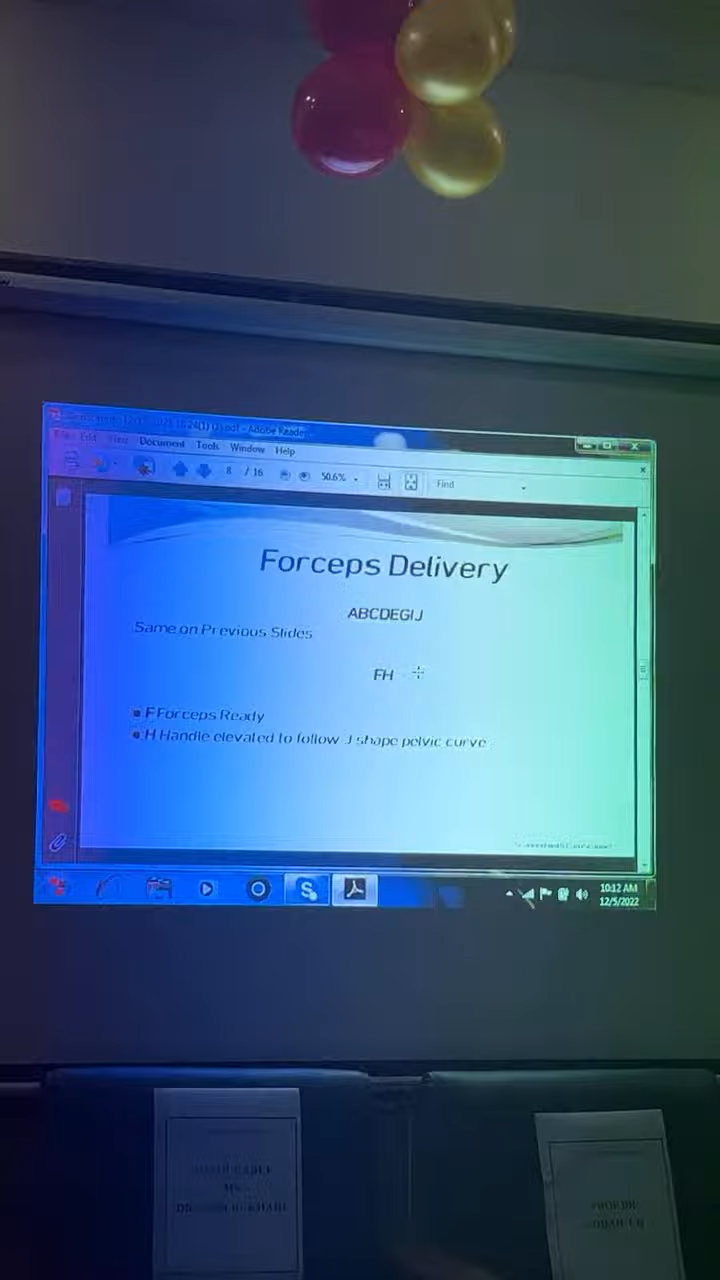 Document Tools Window Help
8 / 16 50.6% Find
Forceps Delivery
ABCDEGIJ
Same on Previous Slides
FH
F Forceps Ready
H Handle elevated to follow J shape pelvic curve
10:12 AM
12/5/2022